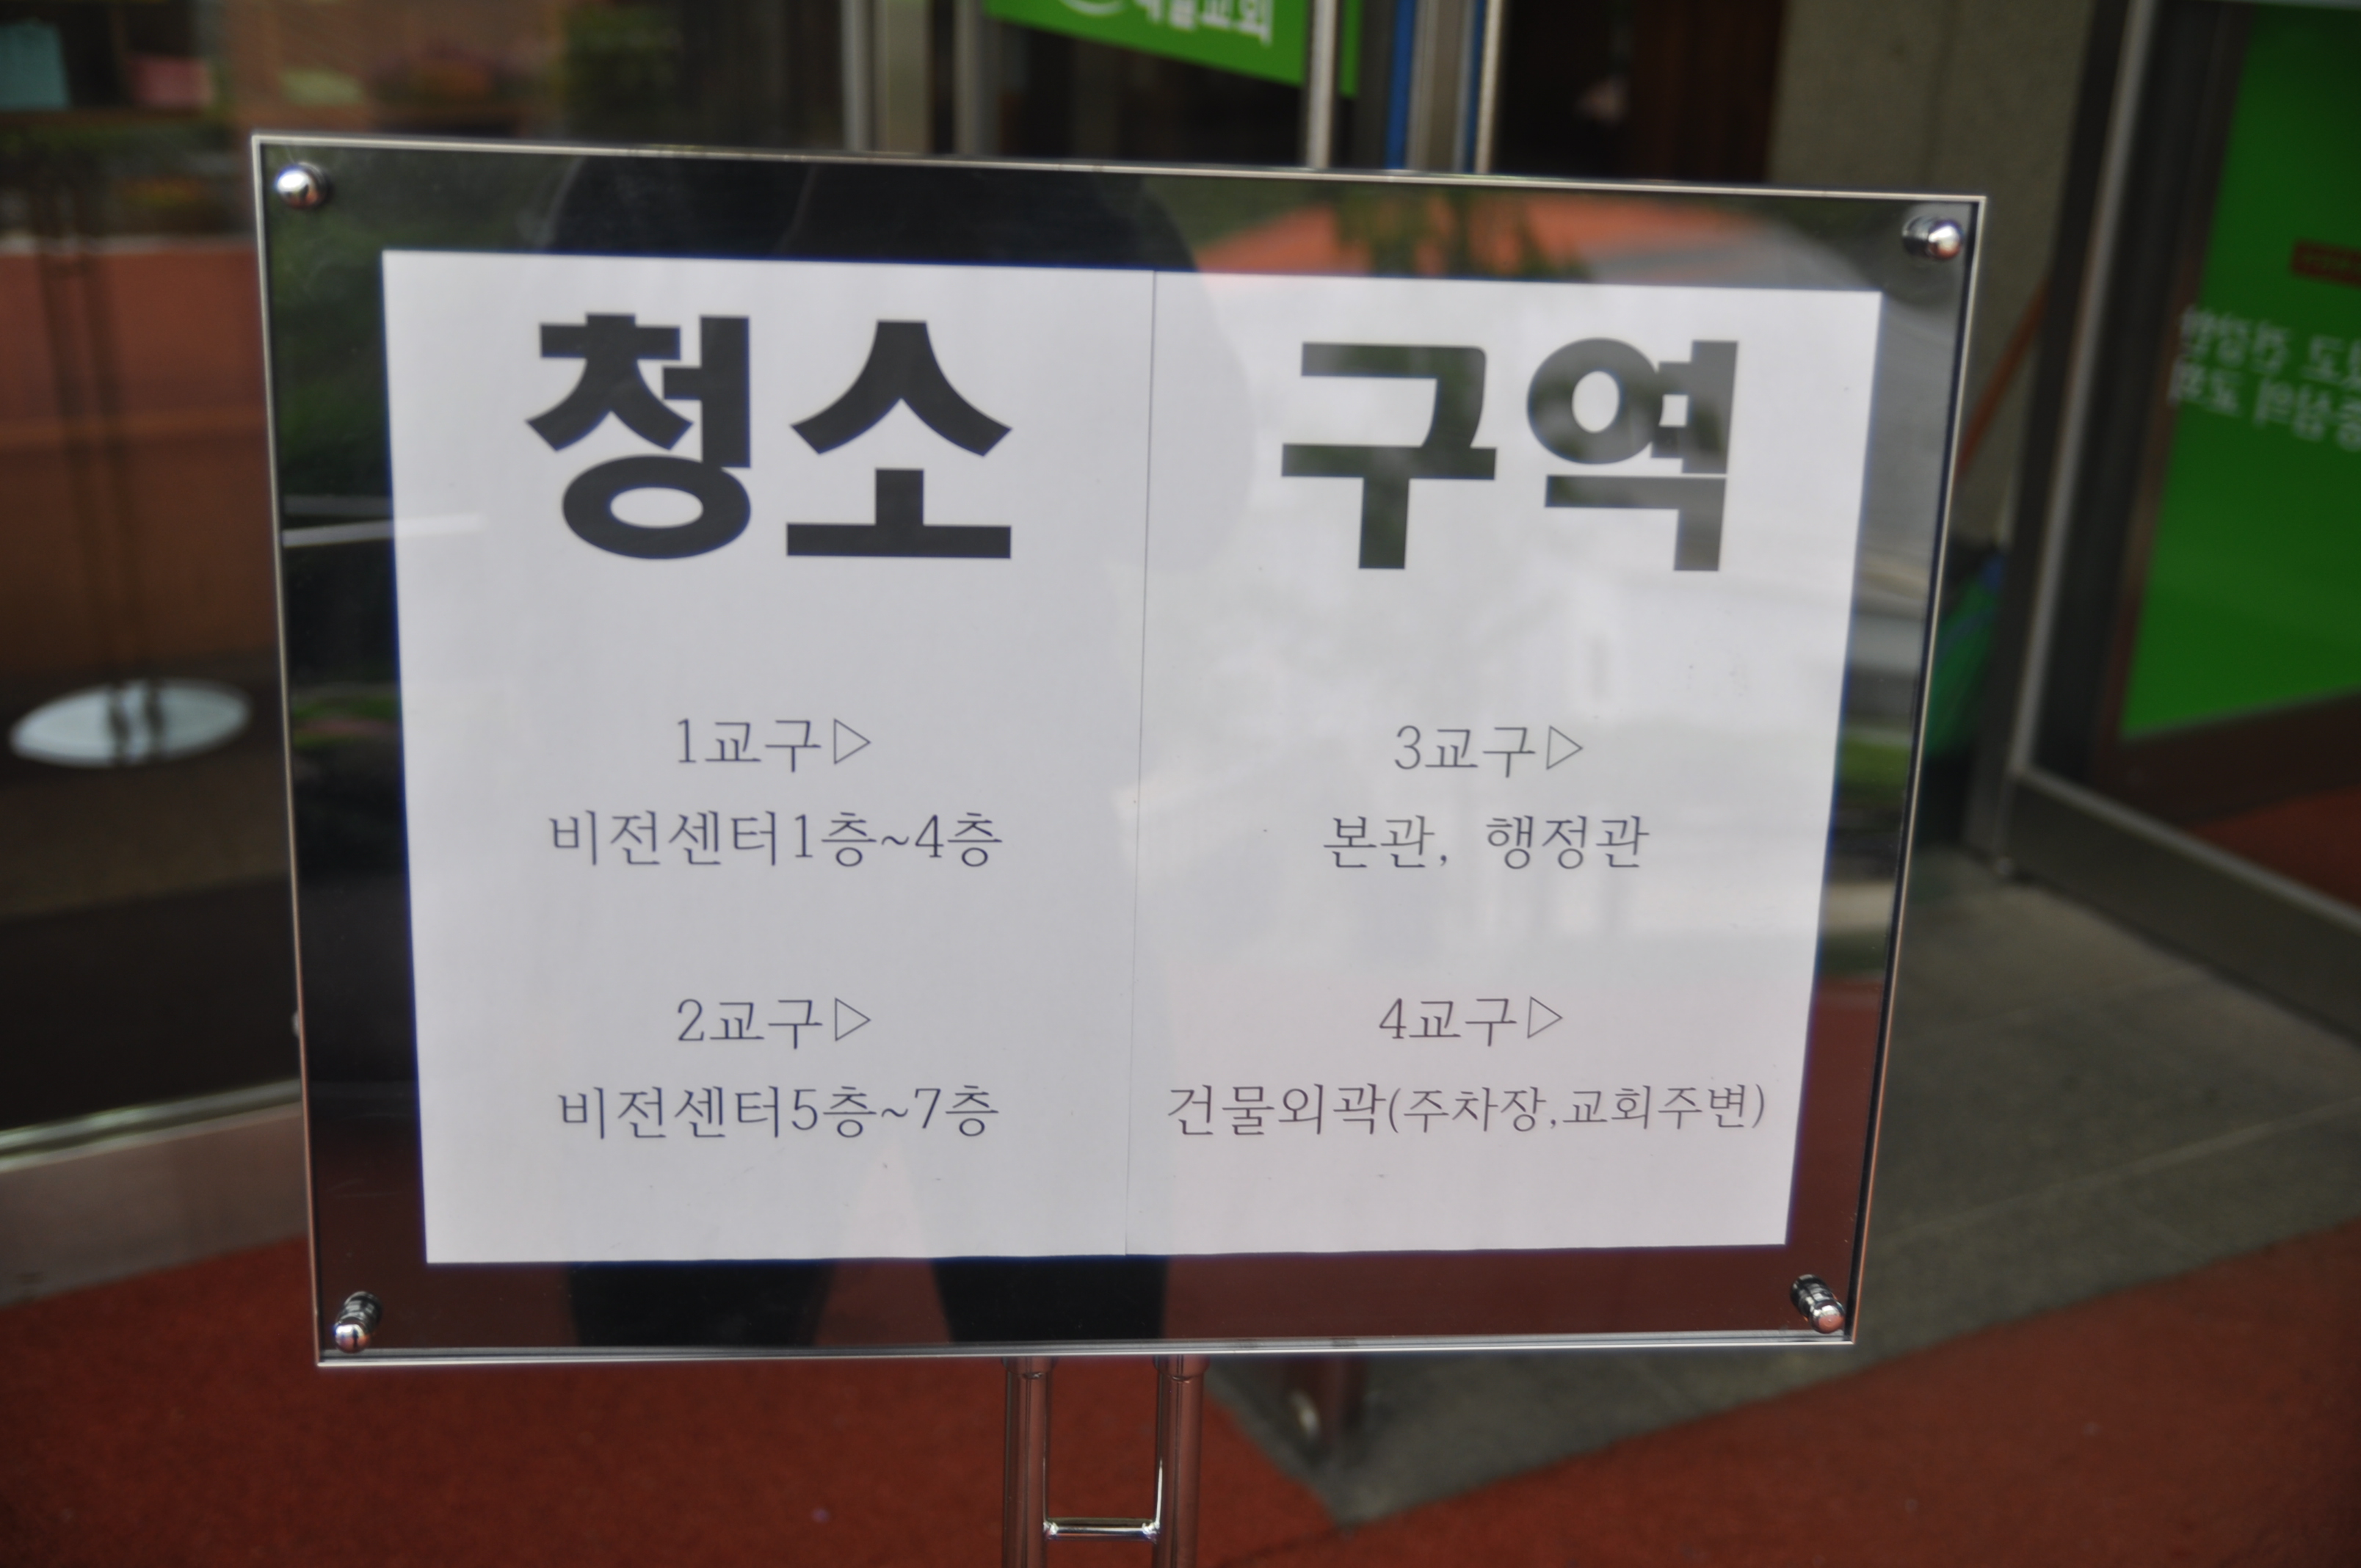 청소 구역
1교구▷
비전센터1층~4층
2교구▷
비전센터5층~7층
3교구▷
본관, 행정관
4교구▷
건물외곽(주차장,교회주변)